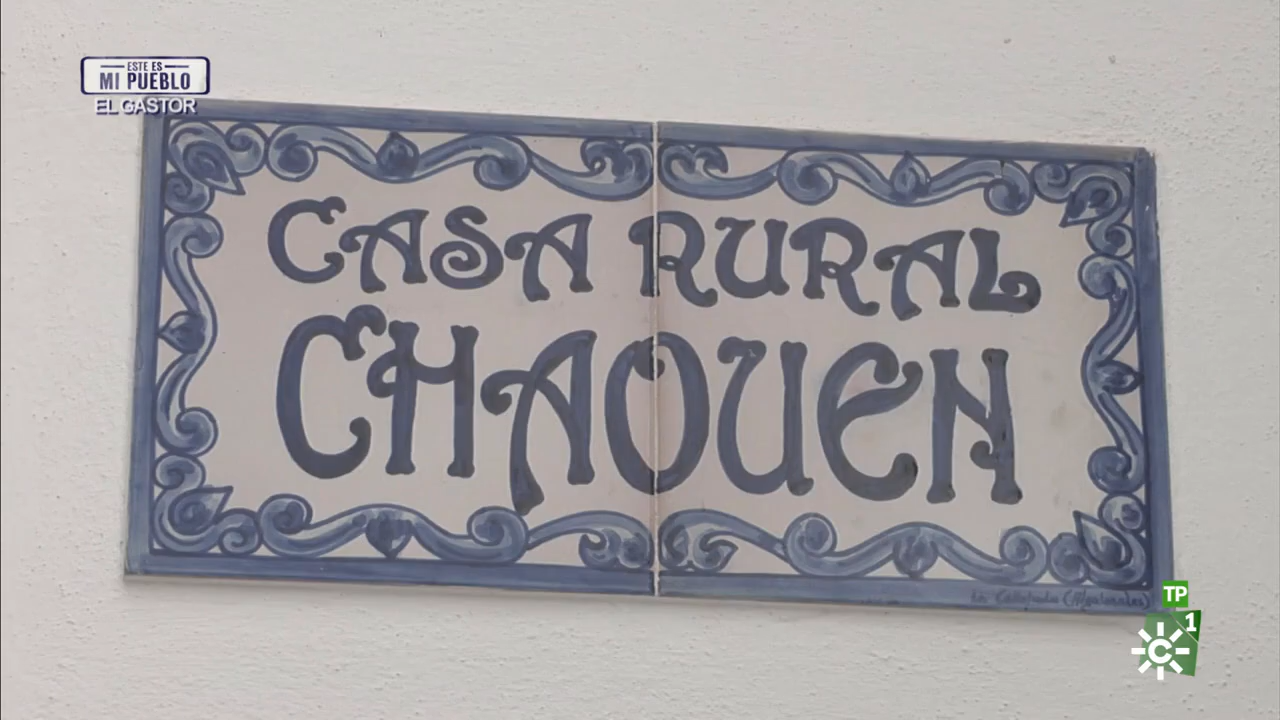 ESTE ES
MI PUEBLO
EL GASTOR
CASA RURAL
CHAOUEN
TP
1